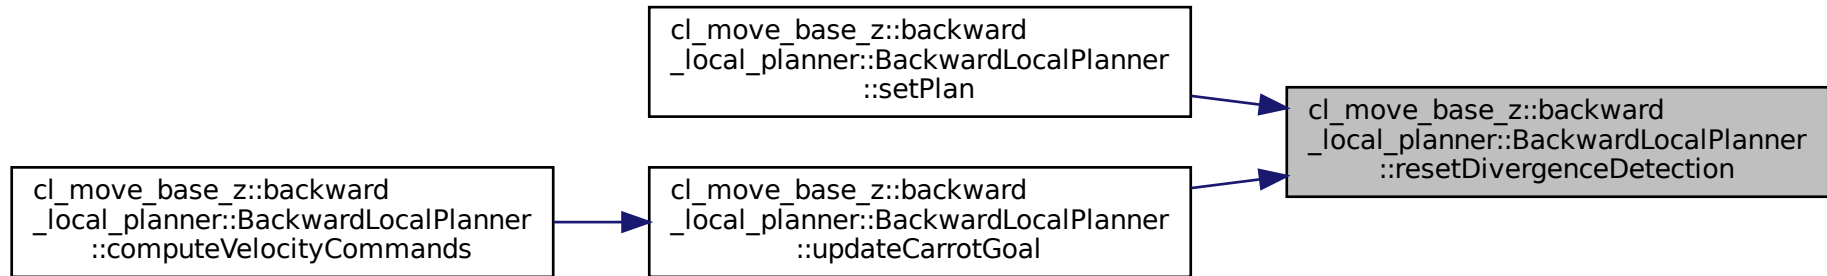 cl_move_base_z::backward
_local_planner::BackwardLocalPlanner
::setPlan
cl_move_base_z::backward
_local_planner::BackwardLocalPlanner
::resetDivergenceDetection
cl_move_base_z::backward
_local_planner::BackwardLocalPlanner
::computeVelocityCommands
cl_move_base_z::backward
_local_planner::BackwardLocalPlanner
::updateCarrotGoal